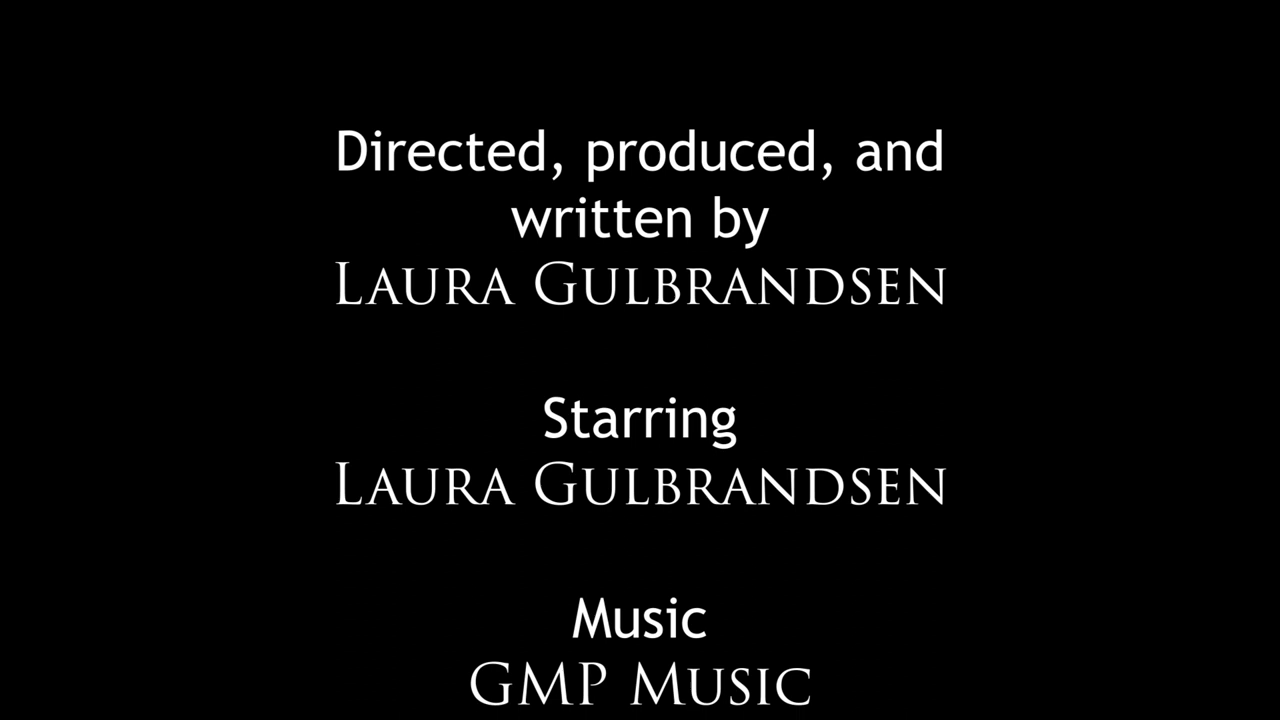 Directed, produced, and
written by
LAURA GULBRANDSEN
Starring
LAURA GULBRANDSEN
Music
GMP MUSIC